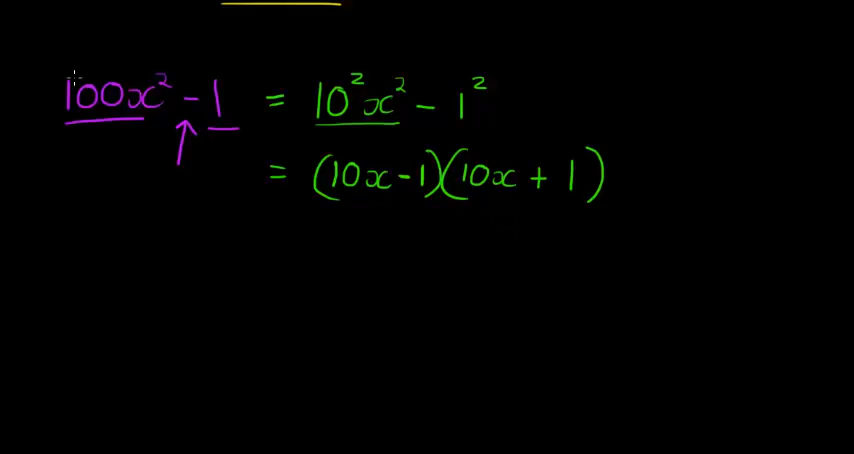 100x² - 1 = 10²x² - 1²
= (10x - 1)(10x + 1)